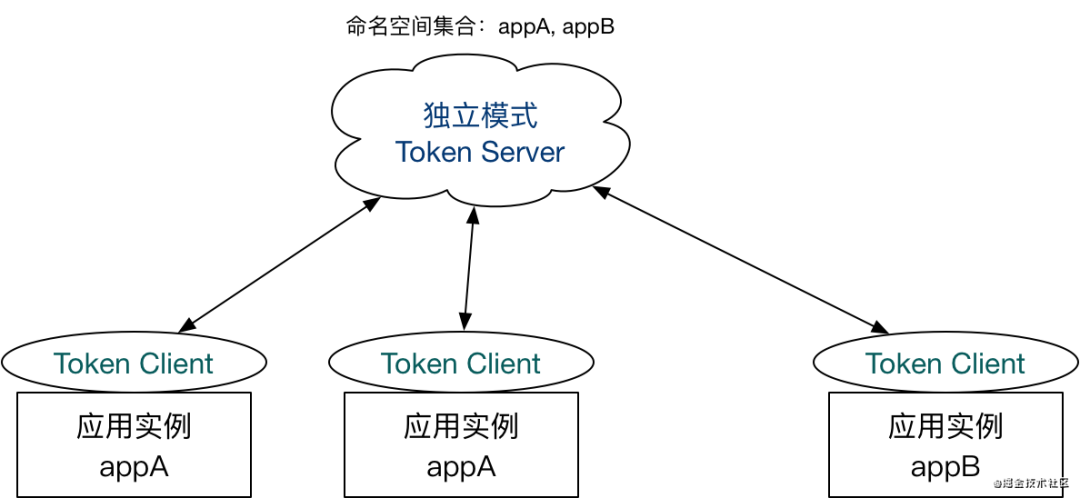 命名空间集合：appA, appB
独立模式
Token Server
Token Client
Token Client
Token Client
应用实例
appA
应用实例
appA
应用实例
appB
@掘金技术社区